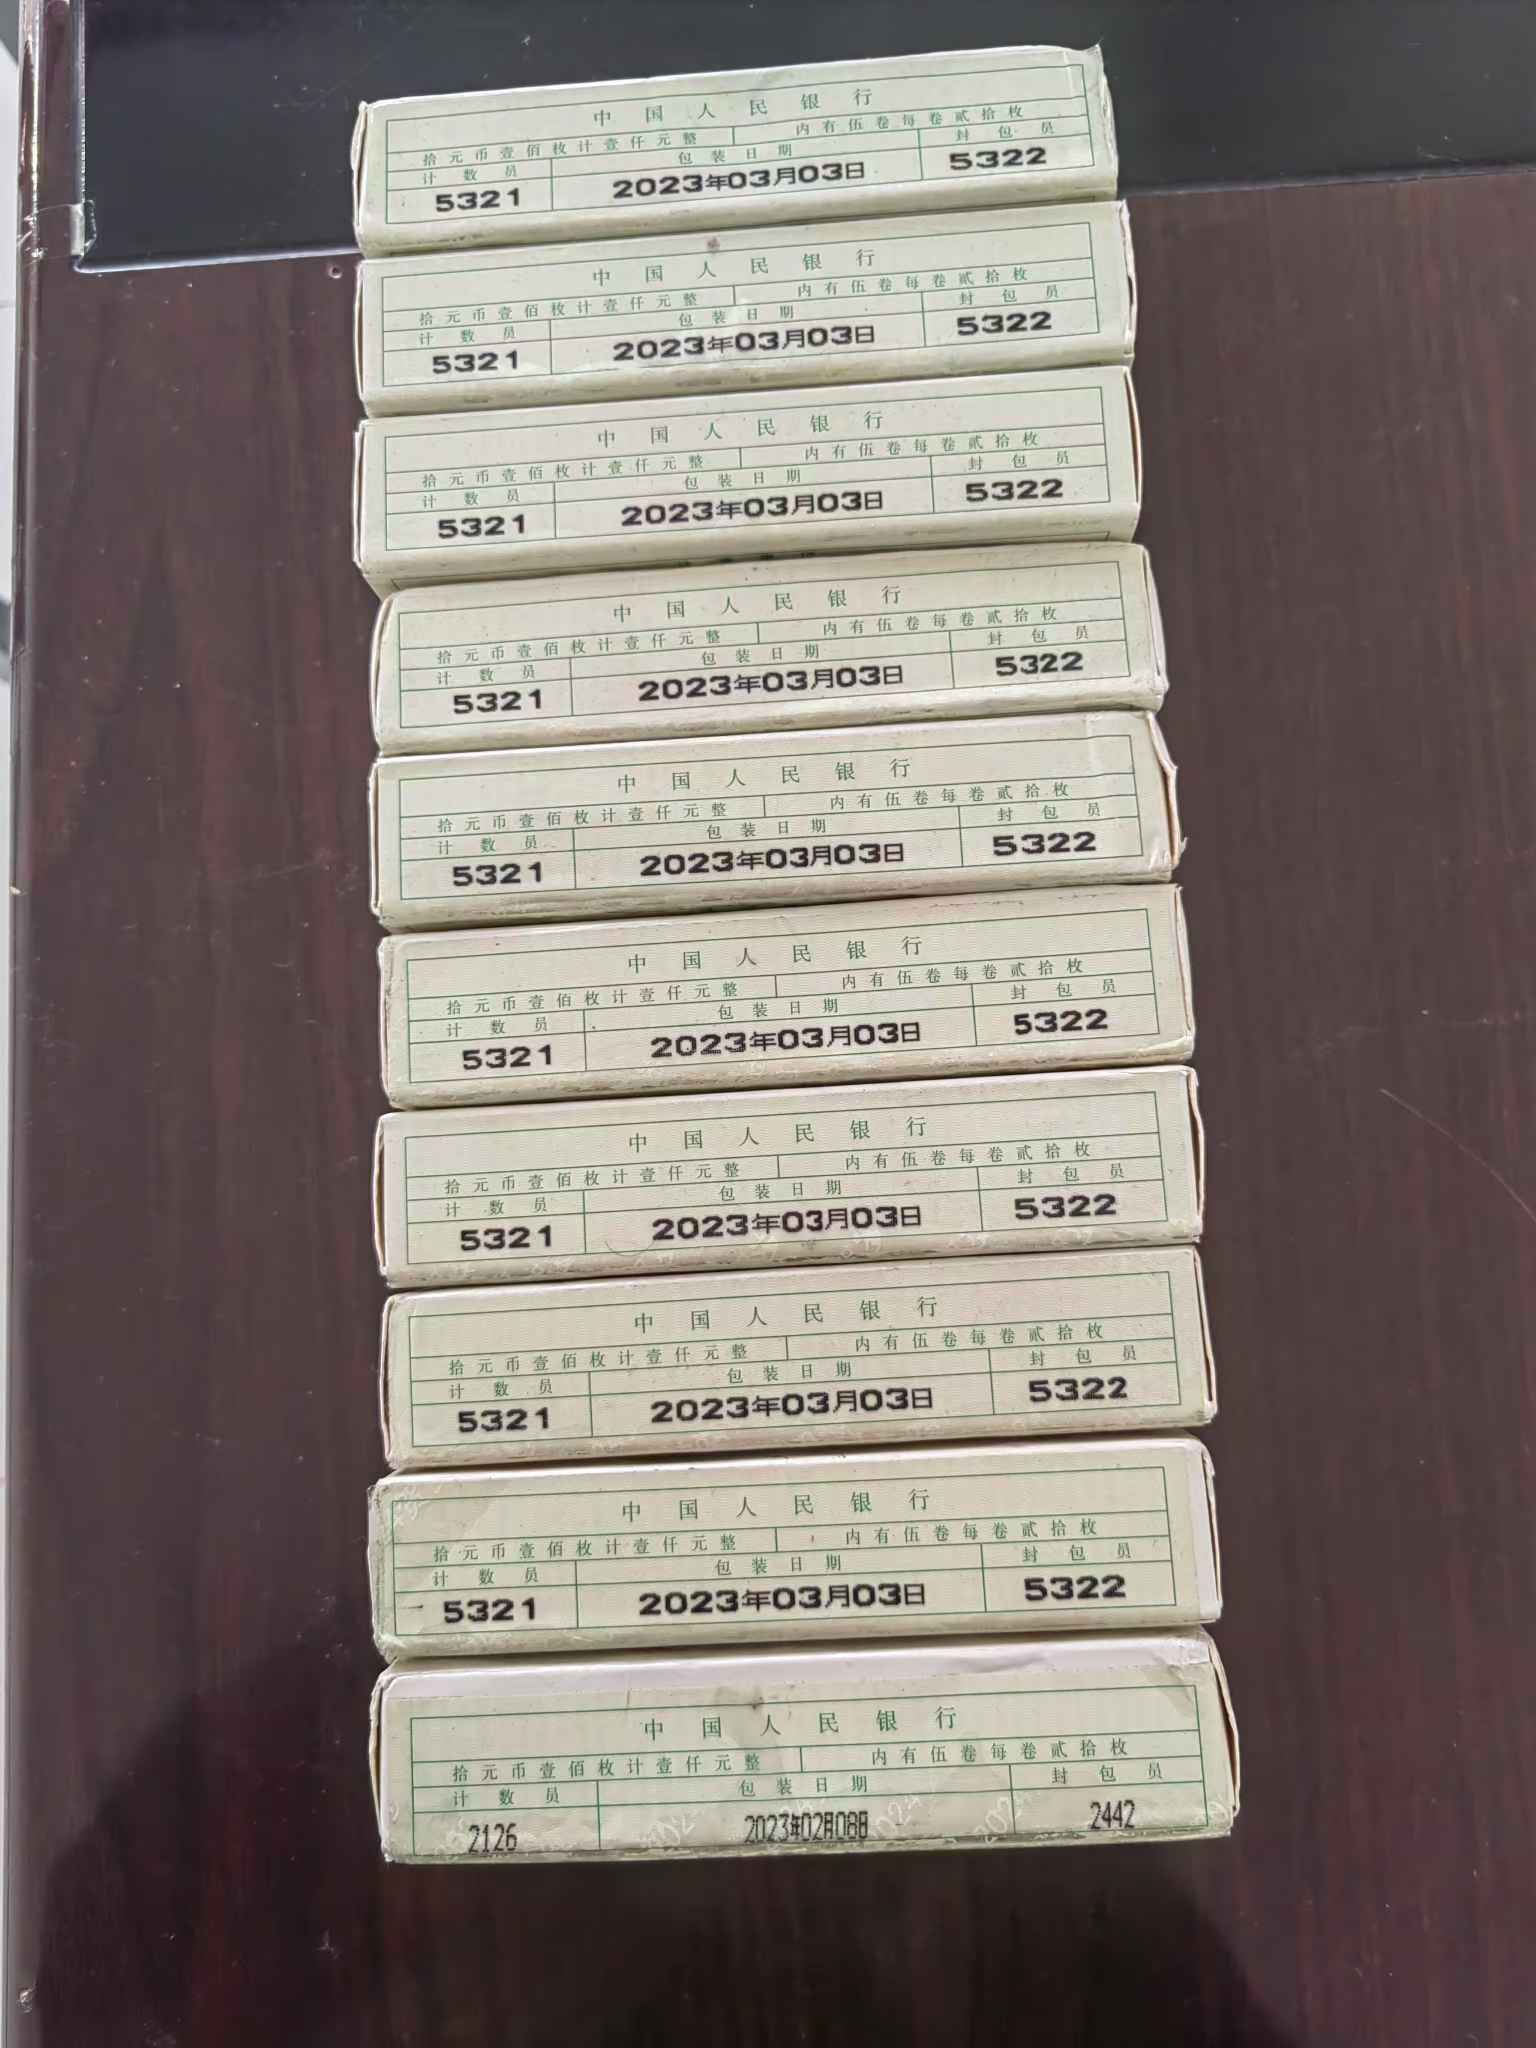 中国人民银行
拾元币壹佰枚计壹仟元整 内有伍卷每卷贰拾枚
计数员 包装日期 封包员
5321 2023年03月03日 5322
中国人民银行
拾元币壹佰枚计壹仟元整 内有伍卷每卷贰拾枚
计数员 包装日期 封包员
5321 2023年03月03日 5322
中国人民银行
拾元币壹佰枚计壹仟元整 内有伍卷每卷贰拾枚
计数员 包装日期 封包员
5321 2023年03月03日 5322
中国人民银行
拾元币壹佰枚计壹仟元整 内有伍卷每卷贰拾枚
计数员 包装日期 封包员
5321 2023年03月03日 5322
中国人民银行
拾元币壹佰枚计壹仟元整 内有伍卷每卷贰拾枚
计数员 包装日期 封包员
5321 2023年03月03日 5322
中国人民银行
拾元币壹佰枚计壹仟元整 内有伍卷每卷贰拾枚
计数员 包装日期 封包员
5321 2023年03月03日 5322
中国人民银行
拾元币壹佰枚计壹仟元整 内有伍卷每卷贰拾枚
计数员 包装日期 封包员
5321 2023年03月03日 5322
中国人民银行
拾元币壹佰枚计壹仟元整 内有伍卷每卷贰拾枚
计数员 包装日期 封包员
5321 2023年03月03日 5322
中国人民银行
拾元币壹佰枚计壹仟元整 内有伍卷每卷贰拾枚
计数员 包装日期 封包员
5321 2023年03月03日 5322
中国人民银行
拾元币壹佰枚计壹仟元整 内有伍卷每卷贰拾枚
计数员 包装日期 封包员
2126 2023年02月08日 2442